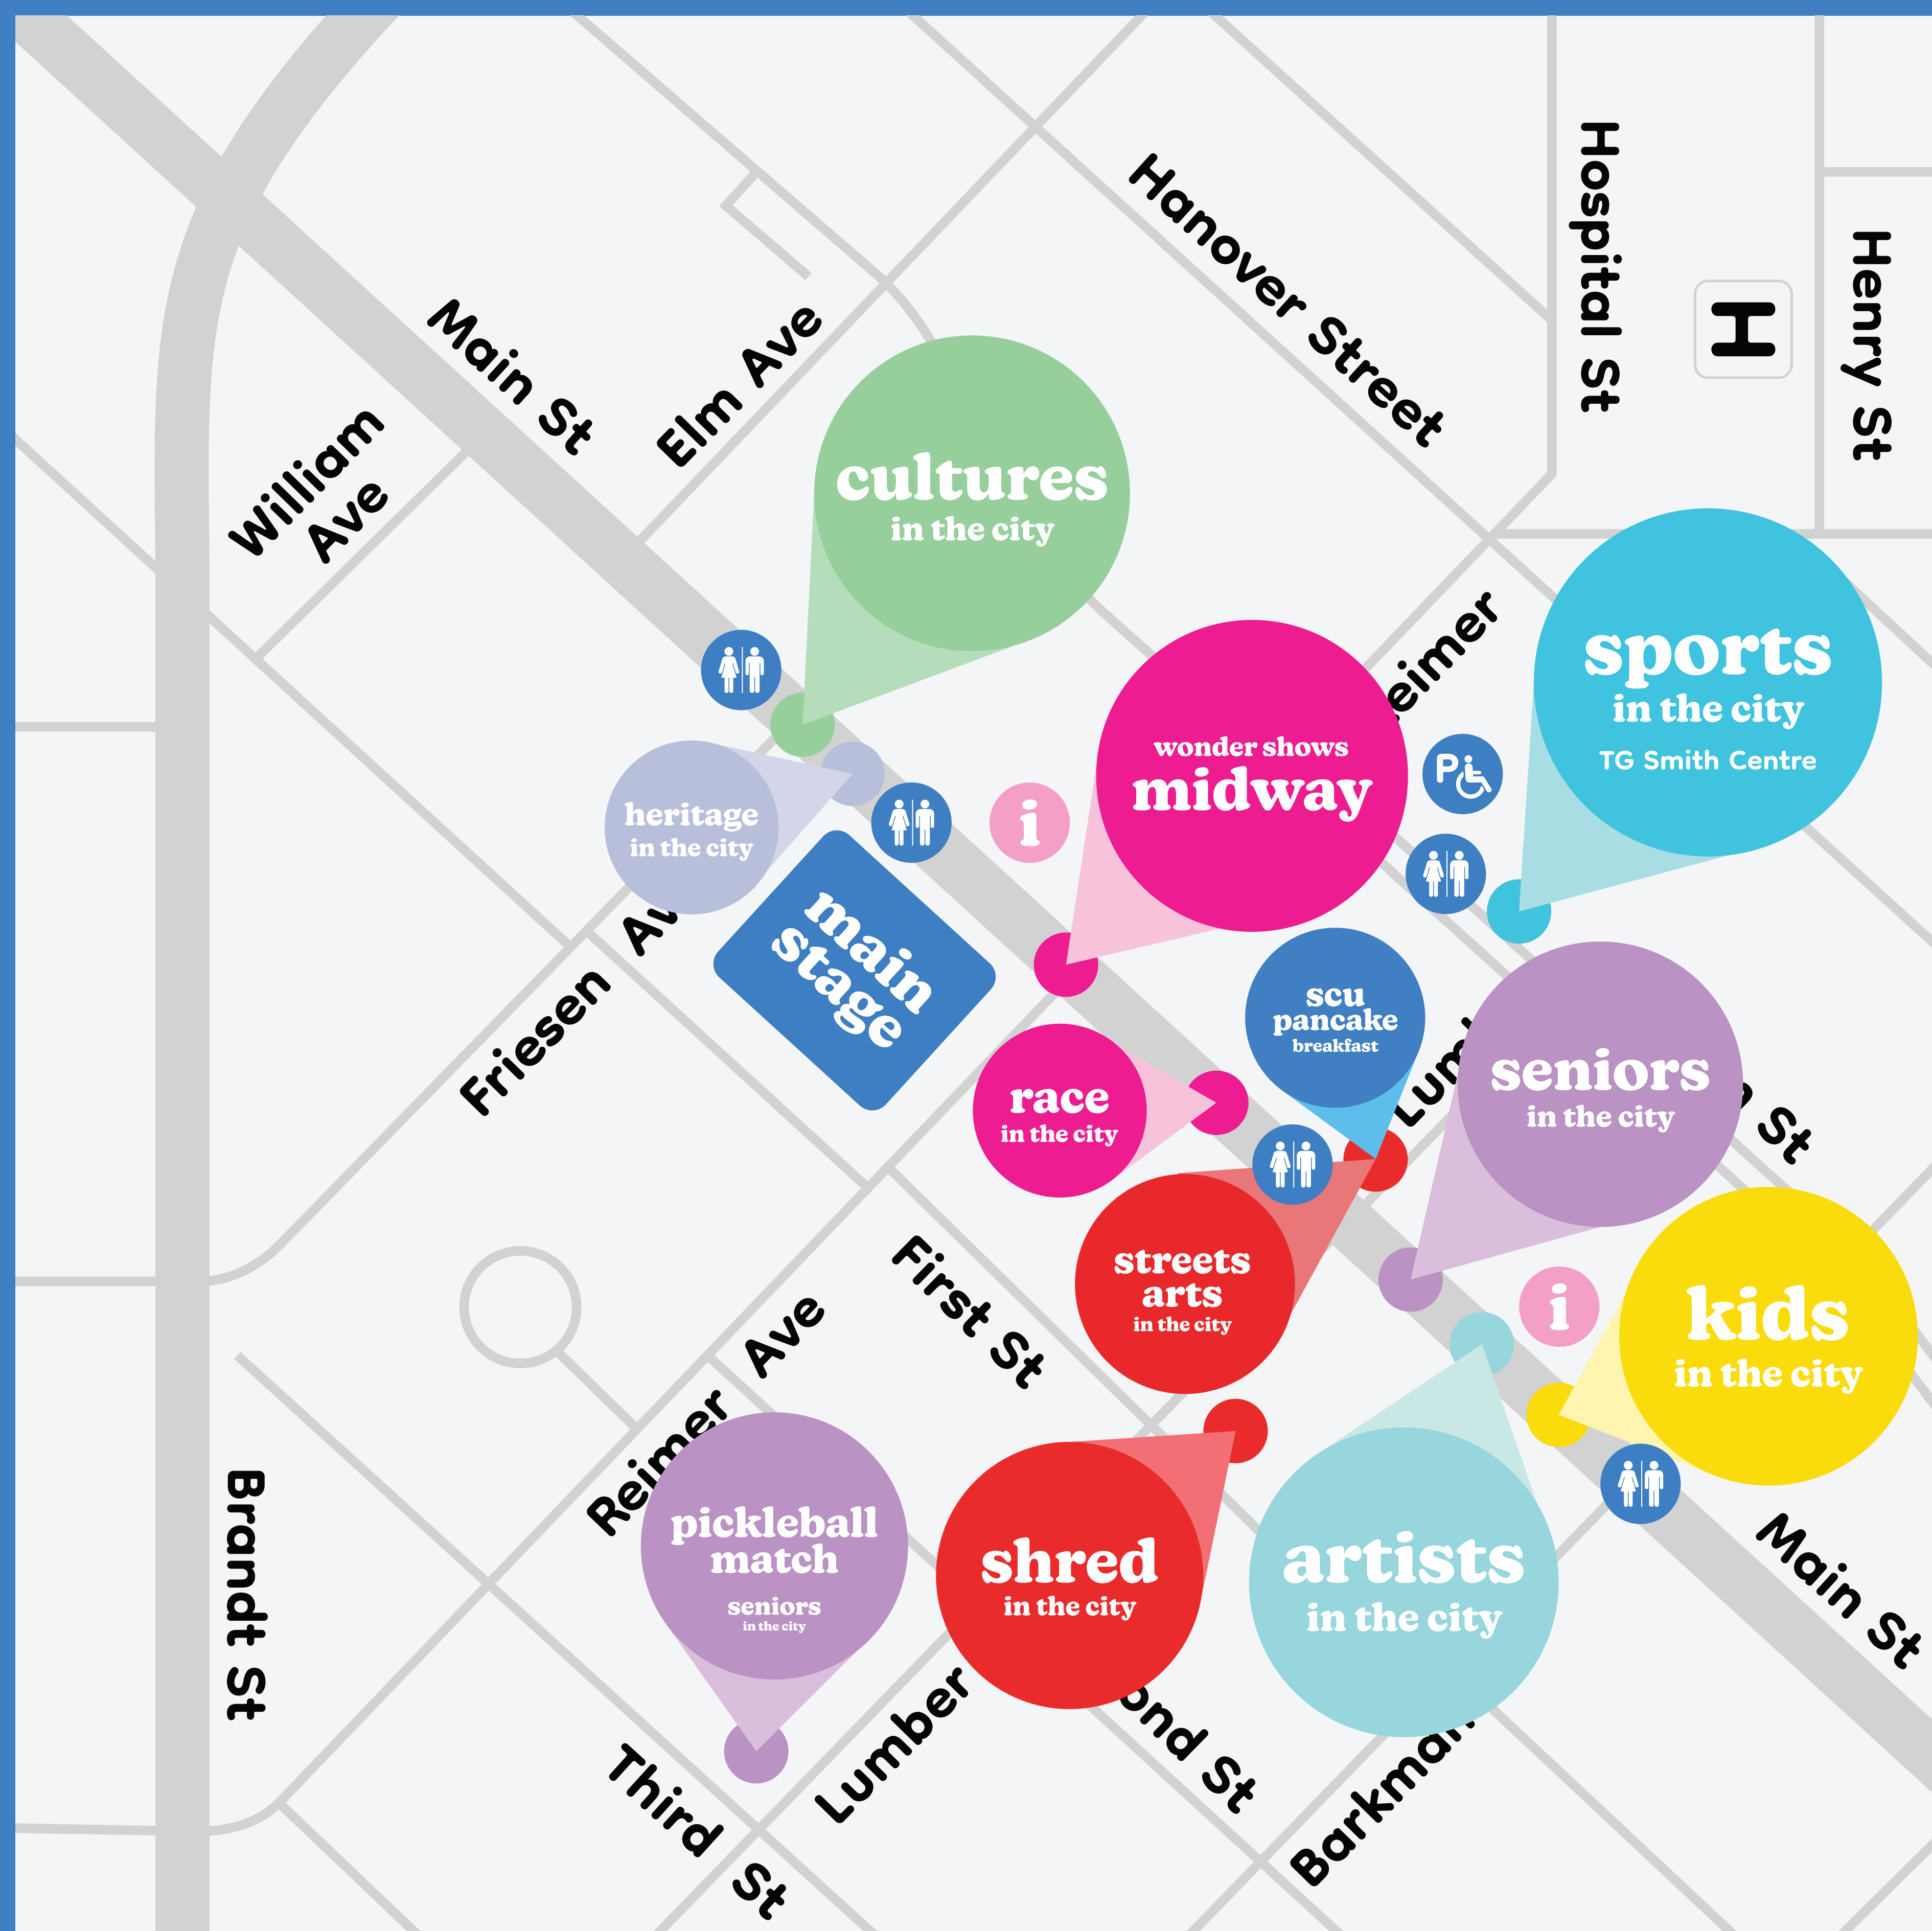 Hospital St
Hanover Street
Henry St
H
Main St
Elm Ave
William
Ave
cultures
in the city
sports
in the city
TG Smith Centre
wonder shows
midway
P
heritage
in the city
i
main
stage
Friesen
scu
pancake
breakfast
seniors
in the city
St
race
in the city
streets
arts
in the city
First St
i
kids
in the city
Reimer Ave
pickleball
match
seniors
in the city
shred
in the city
artists
in the city
Main St
Brandt St
Lumber
St
Third St
Barkman